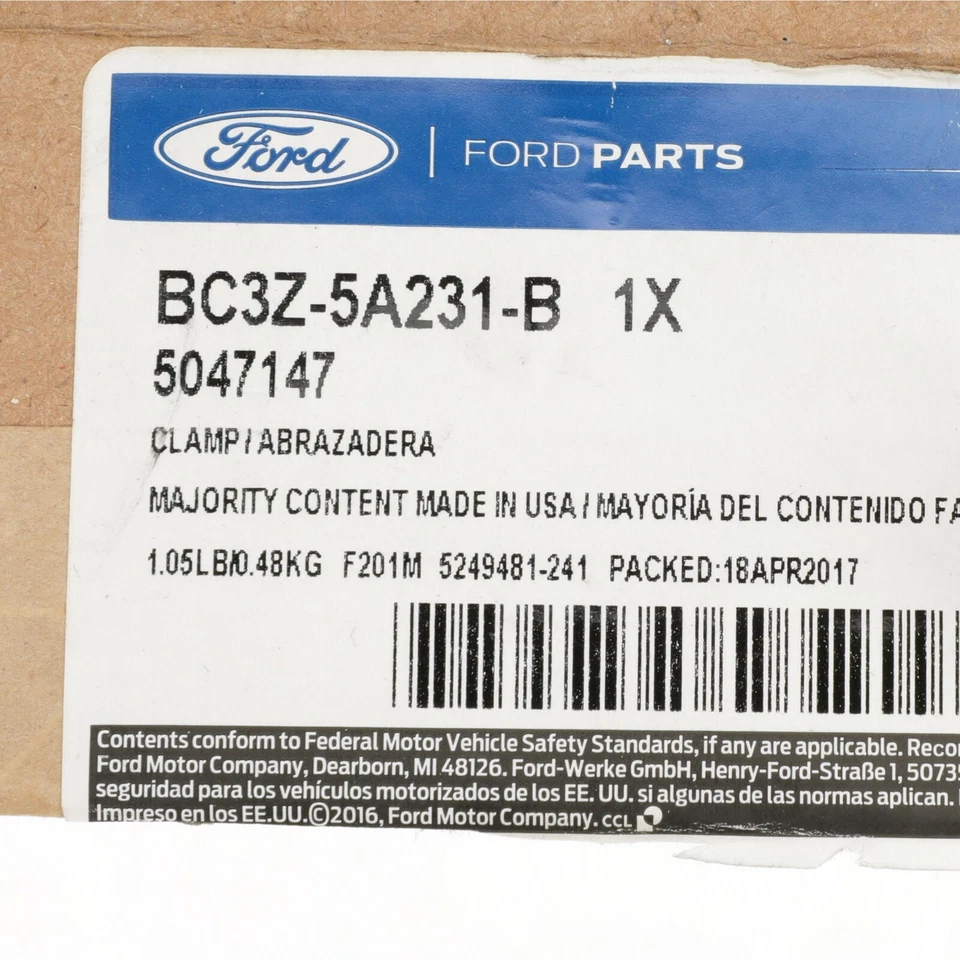 Ford | FORD PARTS
BC3Z-5A231-B 1X
5047147
CLAMP/ABRAZADERA
MAJORITY CONTENT MADE IN USA/MAYORÍA DEL CONTENIDO FA
1.05LB/0.48KG F201M 5249481-241 PACKED:18APR2017
Contents conform to Federal Motor Vehicle Safety Standards, if any are applicable. Recor
Ford Motor Company, Dearborn, MI 48126. Ford-Werke GmbH, Henry-Ford-Straße 1, 50735
seguridad para los vehículos motorizados de los EE. UU. si algunas de las normas aplican.
Impreso en los EE.UU.©2016, Ford Motor Company. CCL